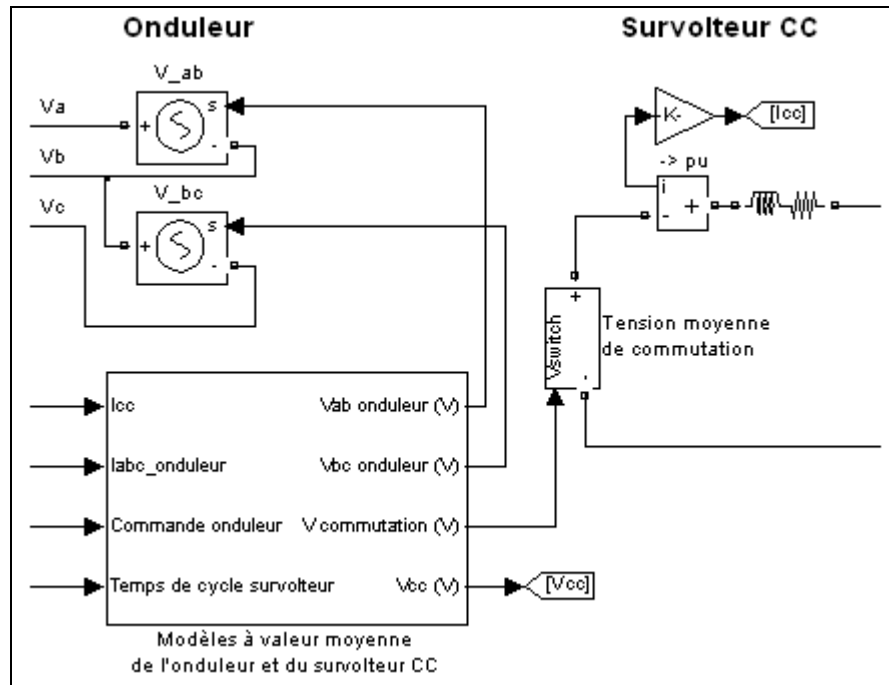 Onduleur
Survolteur CC
V_ab
Va
s
+
-
Vb
V_bc
Vc
s
+
-
-K-
[Icc]
-> pu
i
+
-
+
Vswitch
-
Tension moyenne
de commutation
Icc
Vab onduleur (V)
Iabc_onduleur
Vbc onduleur (V)
Commande onduleur
V commutation (V)
Temps de cycle survolteur
Vcc (V)
[Vcc]
Modèles à valeur moyenne
de l'onduleur et du survolteur CC